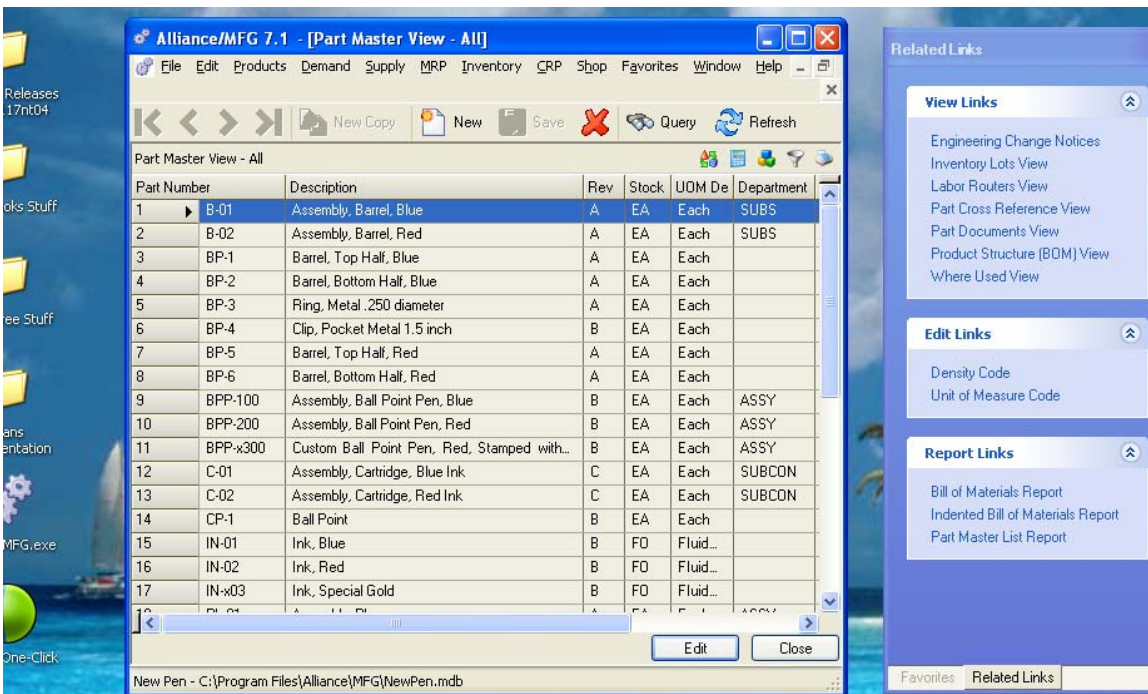 Releases
.17nt04
oks Stuff
ree Stuff
ans
entation
MFG.exe
One-Click
Alliance/MFG 7.1 - [Part Master View - All]
File Edit Products Demand Supply MRP Inventory CRP Shop Favorites Window Help
New Copy New Save Query Refresh
Part Master View - All
Part Number Description Rev Stock UOM De Department
1 B-01 Assembly, Barrel, Blue A EA Each SUBS
2 B-02 Assembly, Barrel, Red A EA Each SUBS
3 BP-1 Barrel, Top Half, Blue A EA Each
4 BP-2 Barrel, Bottom Half, Blue A EA Each
5 BP-3 Ring, Metal .250 diameter A EA Each
6 BP-4 Clip, Pocket Metal 1.5 inch B EA Each
7 BP-5 Barrel, Top Half, Red A EA Each
8 BP-6 Barrel, Bottom Half, Red A EA Each
9 BPP-100 Assembly, Ball Point Pen, Blue B EA Each ASSY
10 BPP-200 Assembly, Ball Point Pen, Red B EA Each ASSY
11 BPP-x300 Custom Ball Point Pen, Red, Stamped with... B EA Each ASSY
12 C-01 Assembly, Cartridge, Blue Ink C EA Each SUBCON
13 C-02 Assembly, Cartridge, Red Ink C EA Each SUBCON
14 CP-1 Ball Point B EA Each
15 IN-01 Ink, Blue B FO Fluid...
16 IN-02 Ink, Red B FO Fluid...
17 IN-x03 Ink, Special Gold B FO Fluid...
Edit Close
New Pen - C:\Program Files\Alliance\MFG\NewPen.mdb
Related Links
View Links
Engineering Change Notices
Inventory Lots View
Labor Routers View
Part Cross Reference View
Part Documents View
Product Structure (BOM) View
Where Used View
Edit Links
Density Code
Unit of Measure Code
Report Links
Bill of Materials Report
Indented Bill of Materials Report
Part Master List Report
Favorites Related Links